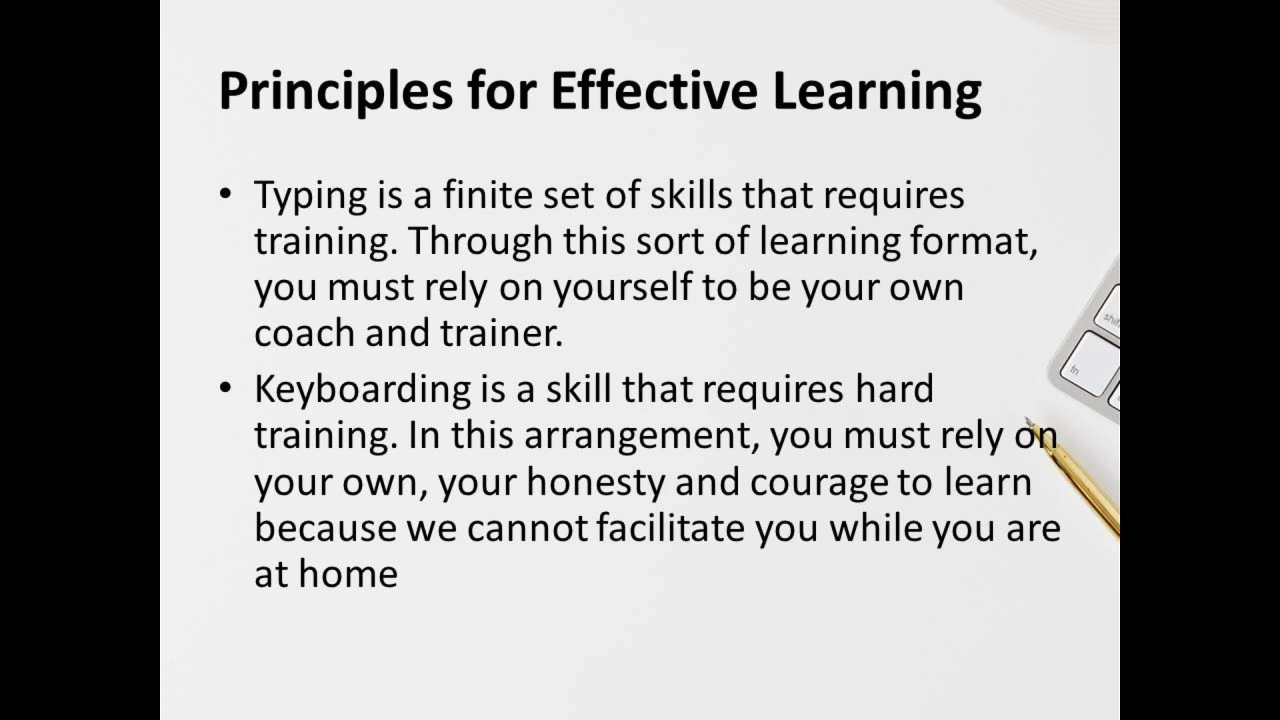 Principles for Effective Learning
• Typing is a finite set of skills that requires
training. Through this sort of learning format,
you must rely on yourself to be your own
coach and trainer.
• Keyboarding is a skill that requires hard
training. In this arrangement, you must rely on
your own, your honesty and courage to learn
because we cannot facilitate you while you are
at home
shif
fn